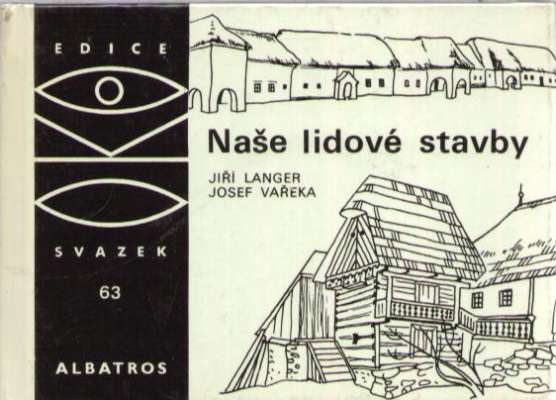 EDICE
SVAZEK
63
ALBATROS
Naše lidové stavby
JIŘÍ LANGER
JOSEF VAŘEKA